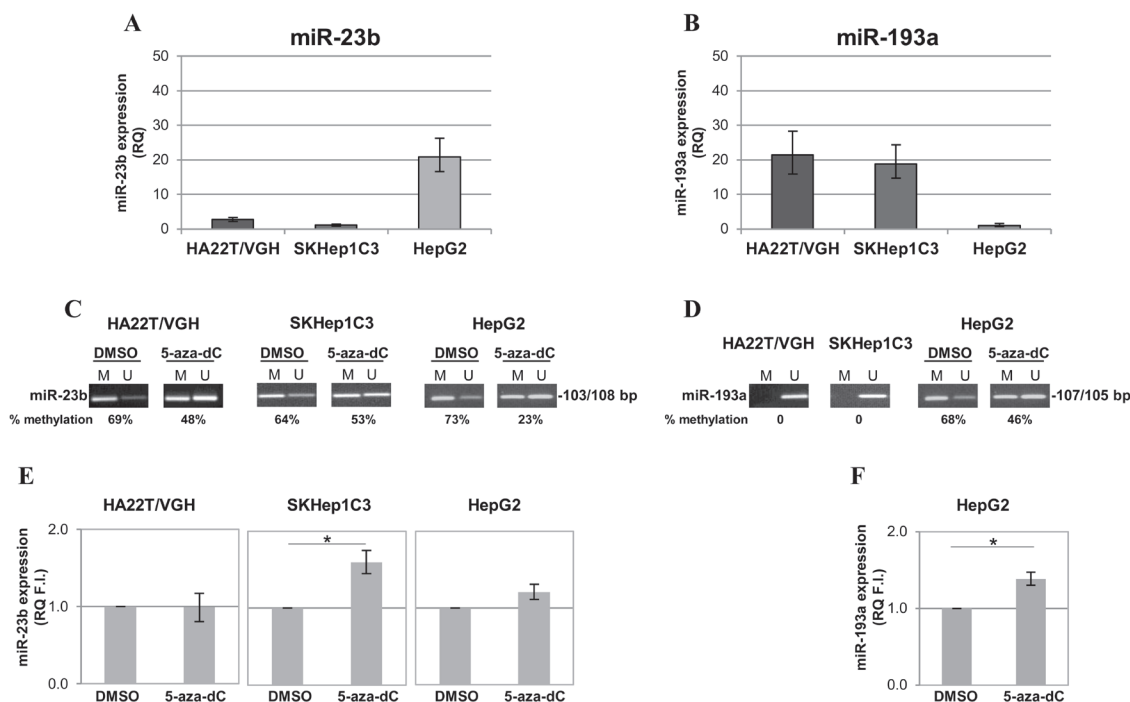 A
miR-23b
50
40
30
20
10
0
miR-23b expression
(RQ)
HA22T/VGH SKHep1C3 HepG2
B
miR-193a
50
40
30
20
10
0
miR-193a expression
(RQ)
HA22T/VGH SKHep1C3 HepG2
C
HA22T/VGH SKHep1C3 HepG2
DMSO 5-aza-dC DMSO 5-aza-dC DMSO 5-aza-dC
M U M U M U M U M U M U
miR-23b -103/108 bp
% methylation 69% 48% 64% 53% 73% 23%
D
HA22T/VGH SKHep1C3 HepG2
DMSO 5-aza-dC
M U M U M U M U
miR-193a -107/105 bp
% methylation 0 0 68% 46%
E
HA22T/VGH SKHep1C3 HepG2
2.0
1.0
0.0
miR-23b expression
(RQ F.I.)
*
DMSO 5-aza-dC DMSO 5-aza-dC DMSO 5-aza-dC
F
HepG2
2.0
1.0
0.0
miR-193a expression
(RQ F.I.)
*
DMSO 5-aza-dC